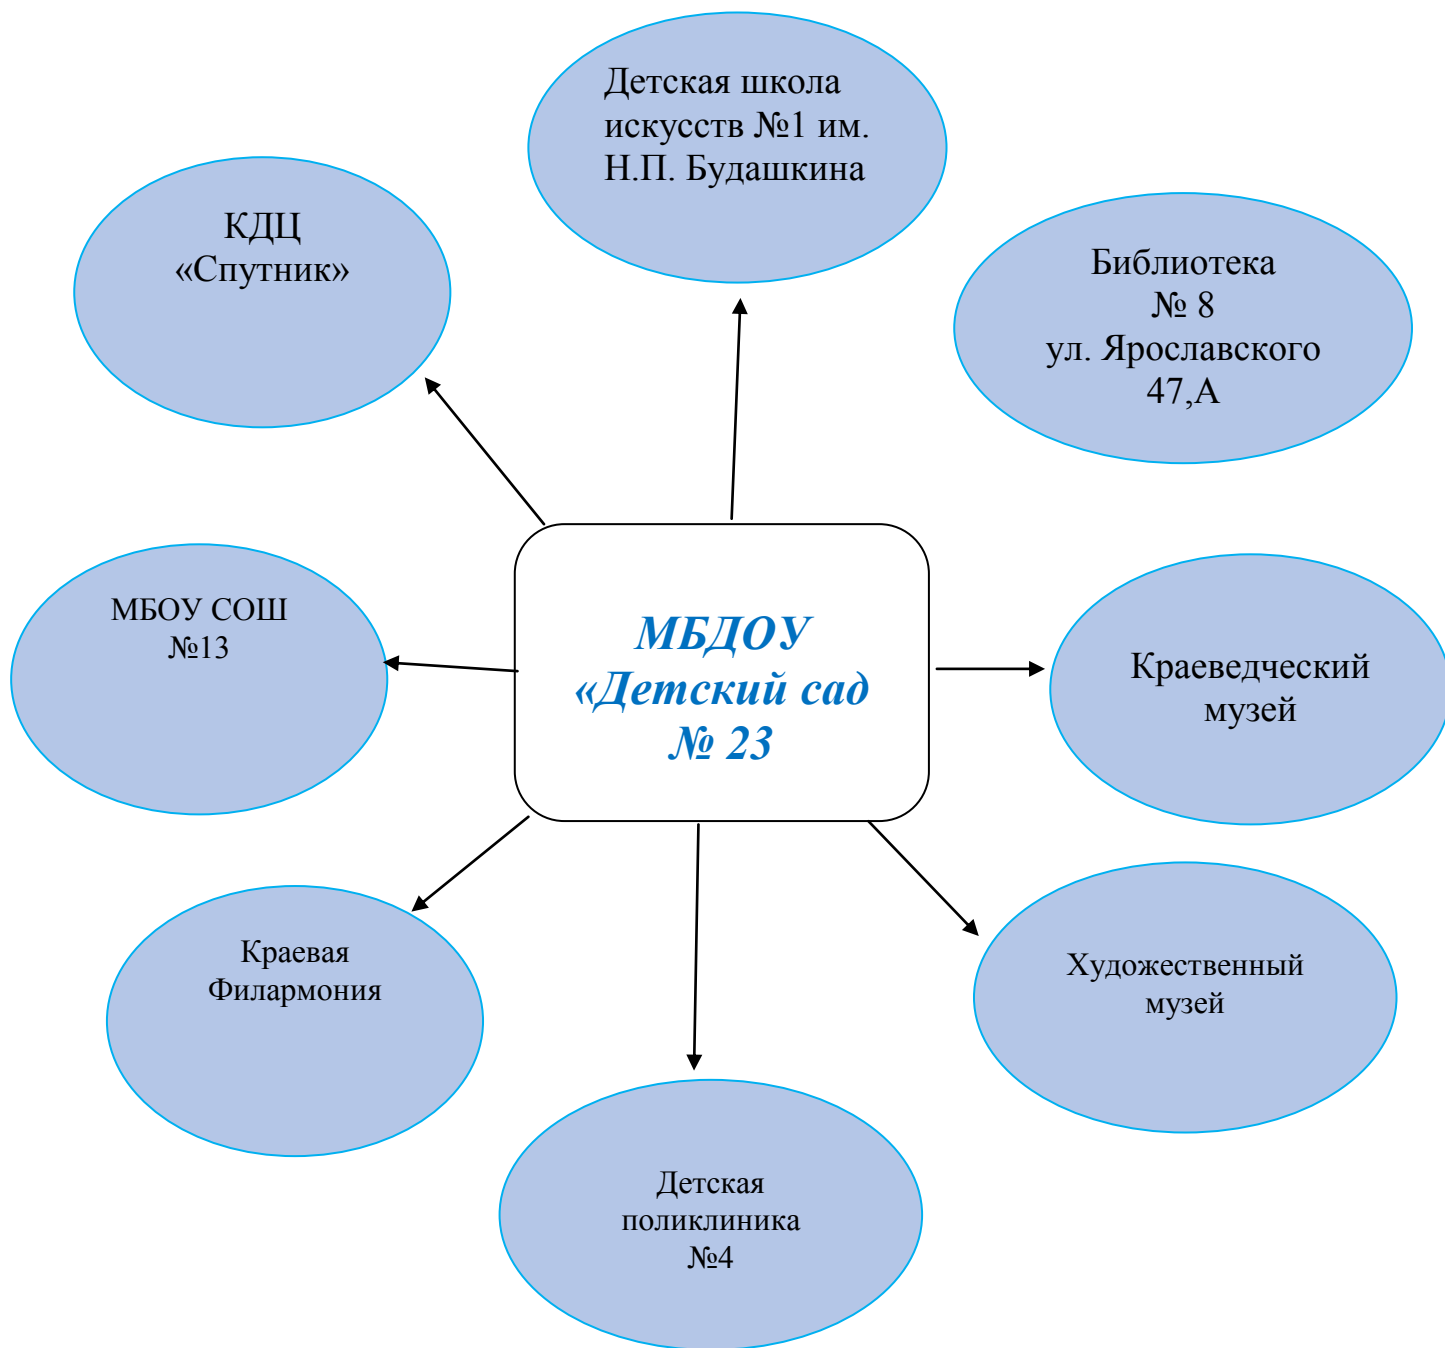 Детская школа
искусств №1 им.
Н.П. Будашкина
КДЦ
«Спутник»
Библиотека
№ 8
ул. Ярославского
47,А
МБОУ СОШ
№13
МБДОУ
«Детский сад
№ 23
Краеведческий
музей
Краевая
Филармония
Художественный
музей
Детская
поликлиника
№4